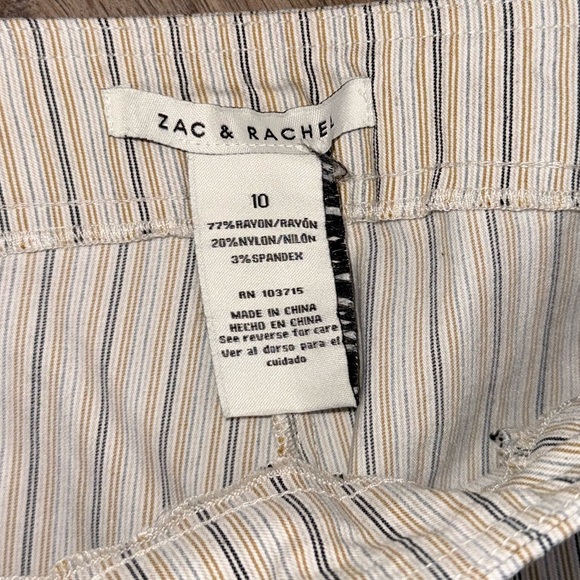 ZAC & RACHEL
10
77%RAYON/RAYÓN
20%NYLON/NILÓN
3%SPANDEX
RN 103715
MADE IN CHINA
HECHO EN CHINA
See reverse for care
Ver al dorso para el
cuidado